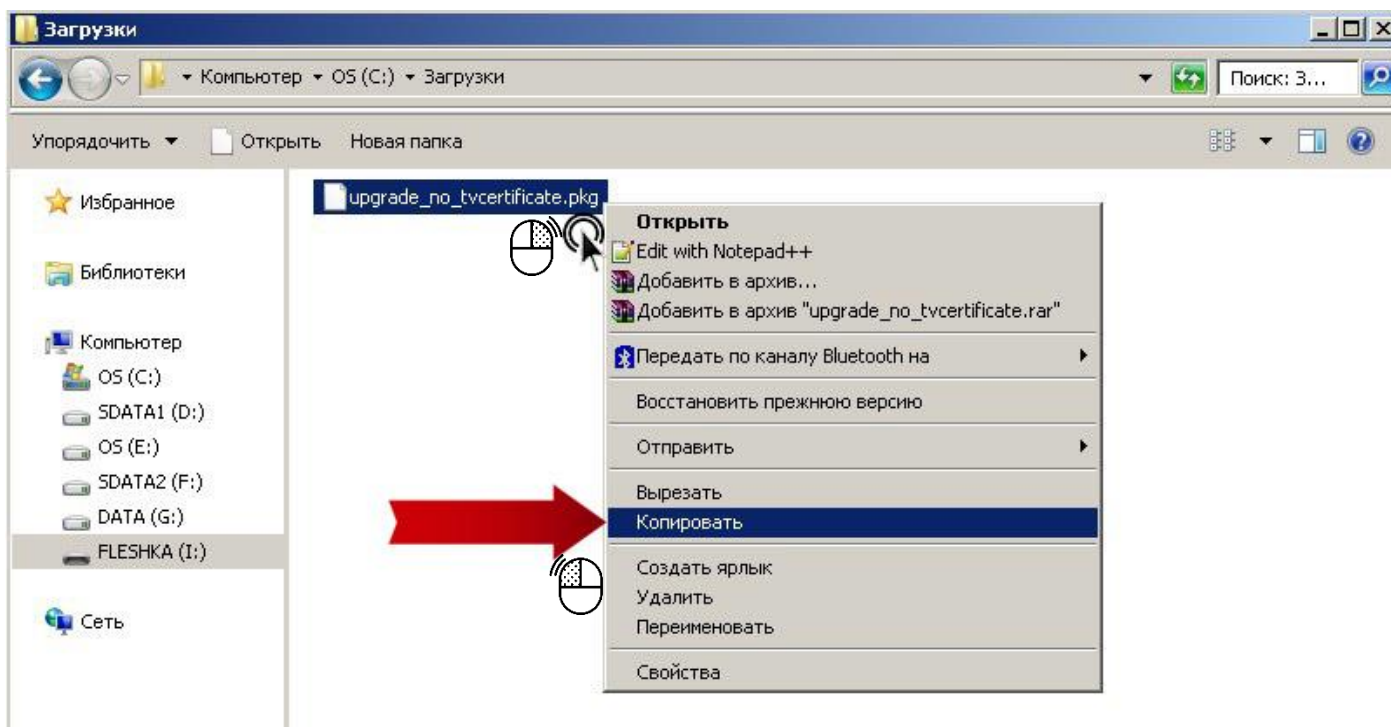 Загрузки
Компьютер OS (C:) Загрузки
Поиск: З...
Упорядочить Открыть Новая папка
Избранное
Библиотеки
Компьютер
OS (C:)
SDATA1 (D:)
OS (E:)
SDATA2 (F:)
DATA (G:)
FLESHKA (I:)
Сеть
upgrade_no_tvcertificate.pkg
Открыть
Edit with Notepad++
Добавить в архив...
Добавить в архив "upgrade_no_tvcertificate.rar"
Передать по каналу Bluetooth на
Восстановить прежнюю версию
Отправить
Вырезать
Копировать
Создать ярлык
Удалить
Переименовать
Свойства